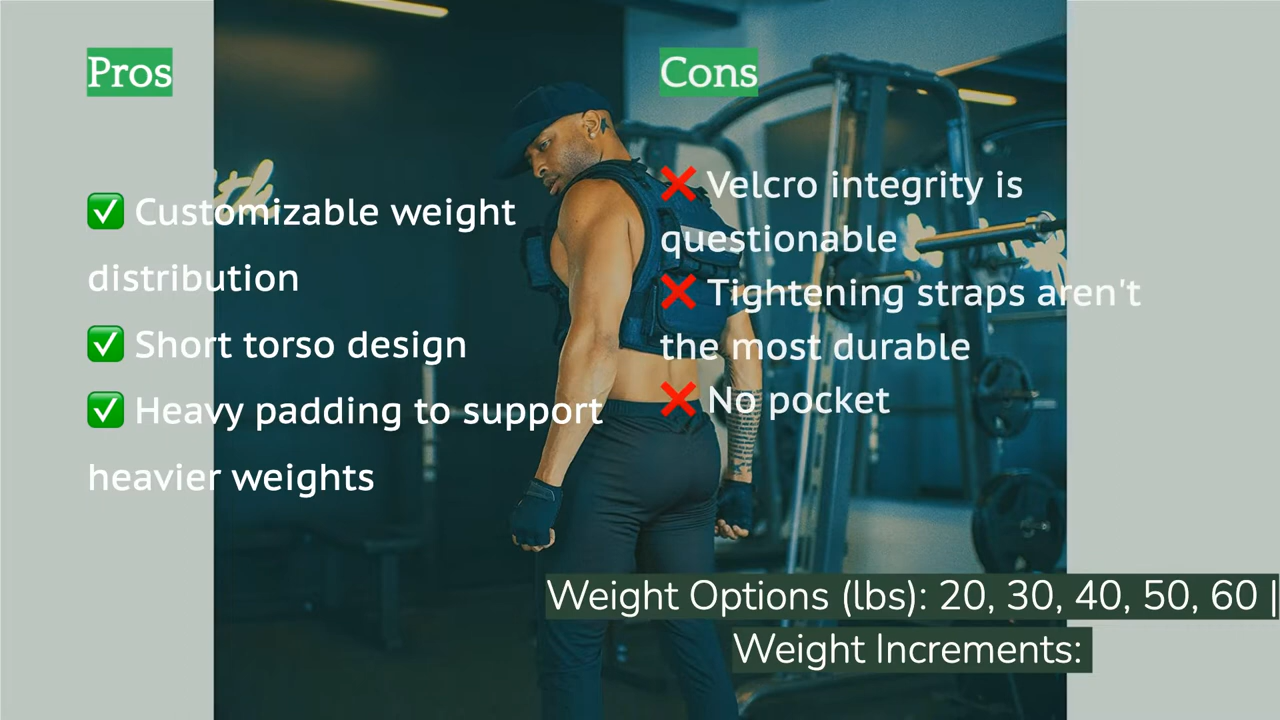 Pros
✅ Customizable weight
distribution
✅ Short torso design
✅ Heavy padding to support
heavier weights
Cons
❌ Velcro integrity is
questionable
❌ Tightening straps aren't
the most durable
❌ No pocket
Weight Options (lbs): 20, 30, 40, 50, 60 |
Weight Increments: